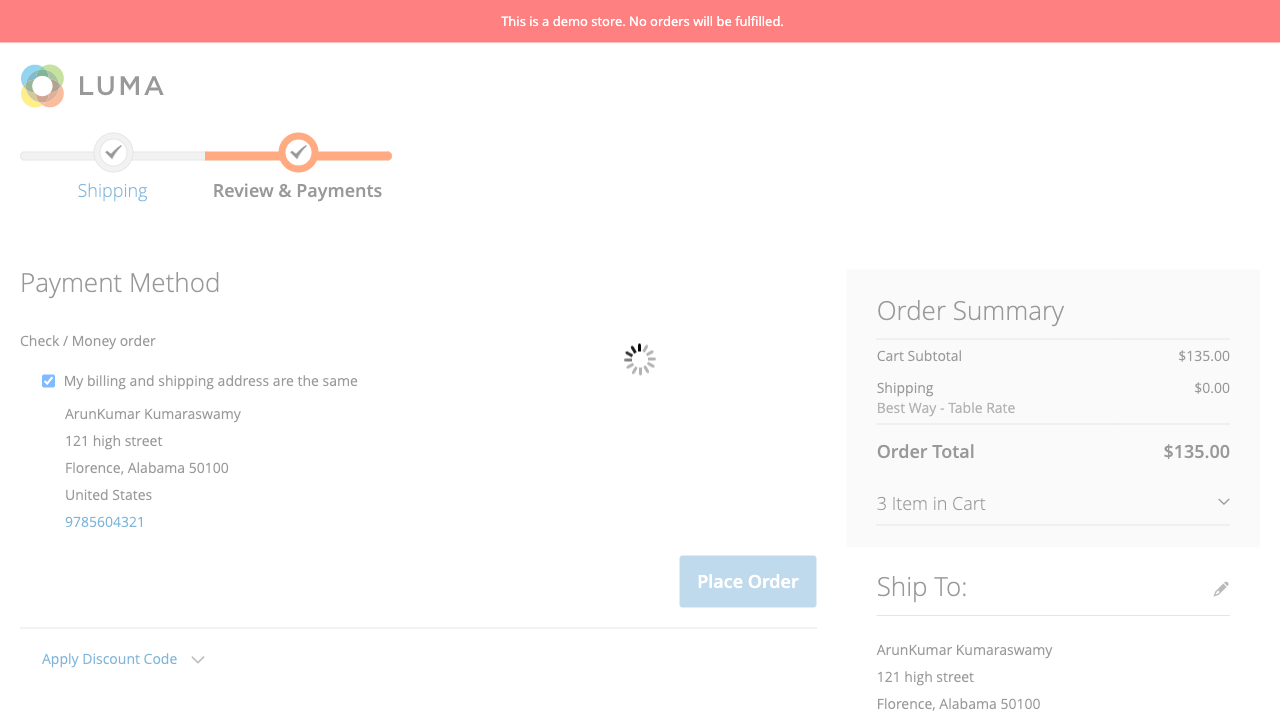 This is a demo store. No orders will be fulfilled.
LUMA
Shipping
Review & Payments
Payment Method
Check / Money order
My billing and shipping address are the same
ArunKumar Kumaraswamy
121 high street
Florence, Alabama 50100
United States
9785604321
Place Order
Apply Discount Code
Order Summary
Cart Subtotal $135.00
Shipping $0.00
Best Way - Table Rate
Order Total $135.00
3 Item in Cart
Ship To:
ArunKumar Kumaraswamy
121 high street
Florence, Alabama 50100